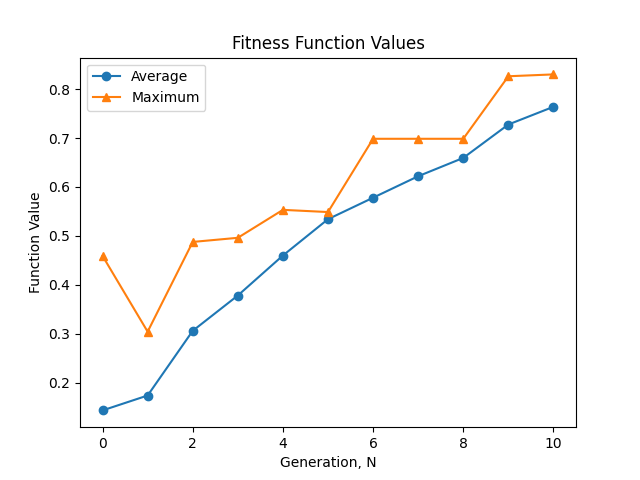 Fitness Function Values
Average
Maximum
Function Value
0.8
0.7
0.6
0.5
0.4
0.3
0.2
0 2 4 6 8 10
Generation, N